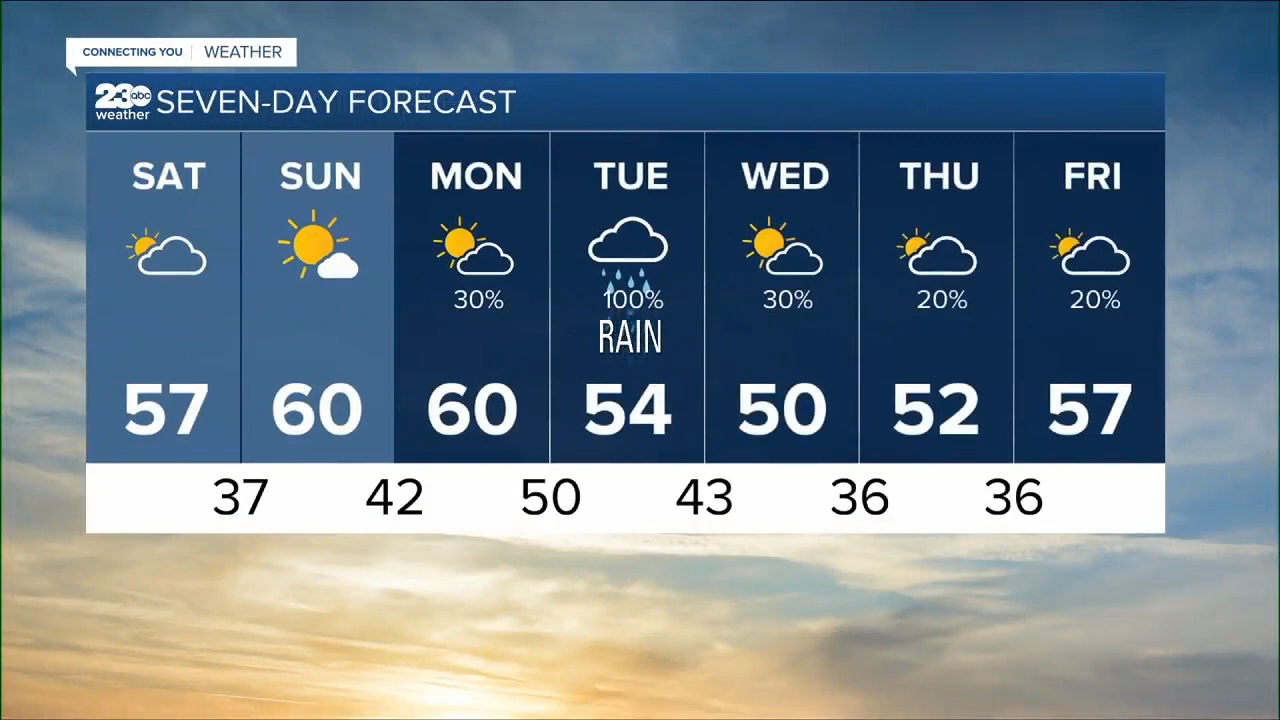 CONNECTING YOU | WEATHER
23 abc
weather
SEVEN-DAY FORECAST
SAT SUN MON TUE WED THU FRI
30% 100% 30% 20% 20%
RAIN
57 60 60 54 50 52 57
37 42 50 43 36 36